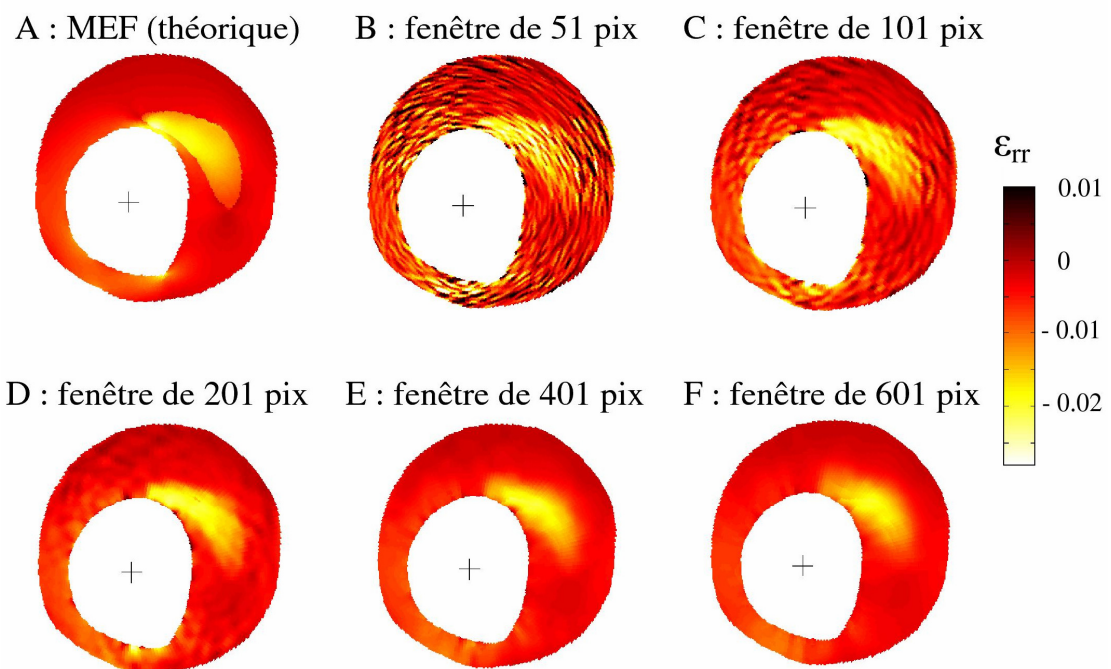 A : MEF (théorique)
B : fenêtre de 51 pix
C : fenêtre de 101 pix
εrr
0.01
0
- 0.01
- 0.02
D : fenêtre de 201 pix
E : fenêtre de 401 pix
F : fenêtre de 601 pix